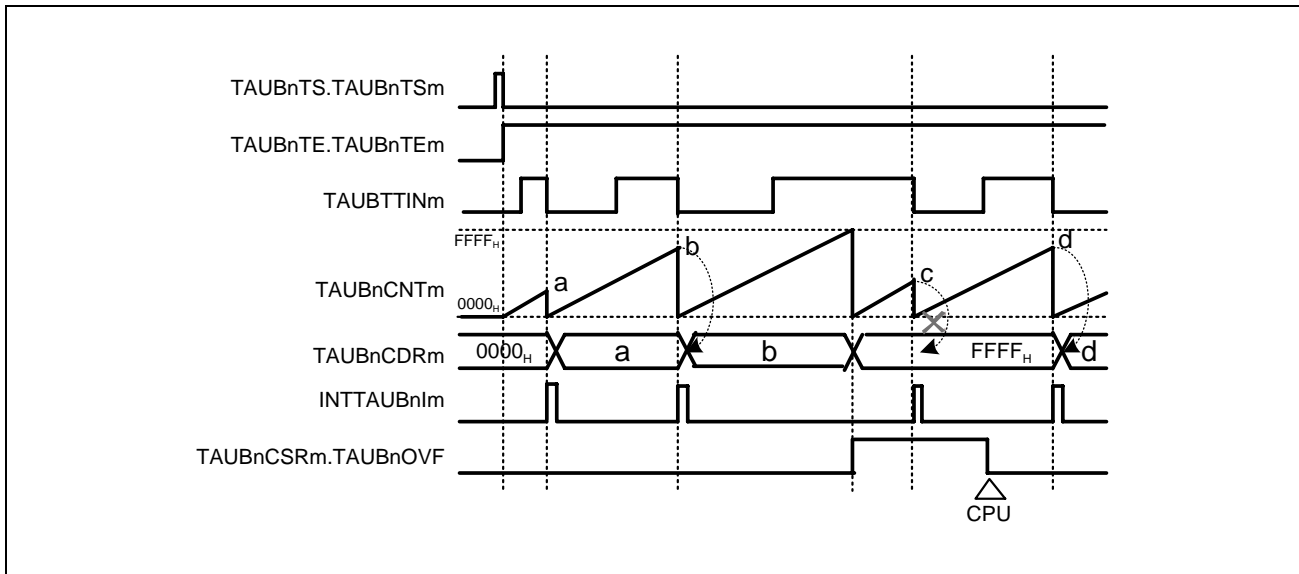 TAUBnTS.TAUBnTSm
TAUBnTE.TAUBnTEm
TAUBTTINm
FFFFH
b
d
a
c
TAUBnCNTm
0000H
TAUBnCDRm
0000H
a
b
FFFFH
d
INTTAUBnIm
TAUBnCSRm.TAUBnOVF
CPU